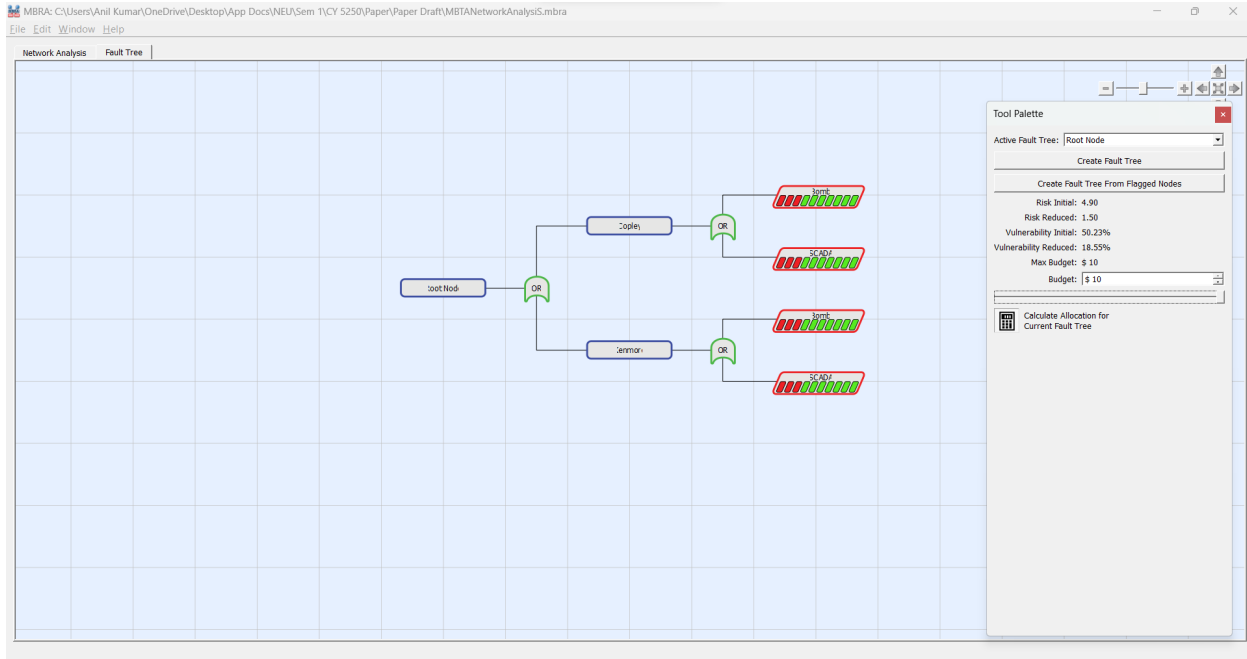 MBRA: C:\Users\Anil Kumar\OneDrive\Desktop\App Docs\NEU\Sem 1\CY 5250\Paper\Paper Draft\MBTANetworkAnalysiS.mbra
File Edit Window Help
Network Analysis Fault Tree
Tool Palette
Active Fault Tree: Root Node
Create Fault Tree
Create Fault Tree From Flagged Nodes
Risk Initial: 4.90
Risk Reduced: 1.50
Vulnerability Initial: 50.23%
Vulnerability Reduced: 18.55%
Max Budget: $ 10
Budget: $ 10
Calculate Allocation for
Current Fault Tree
Bomb
Copley
OR
SCADA
Root Node
OR
Bomb
Kenmore
OR
SCADA